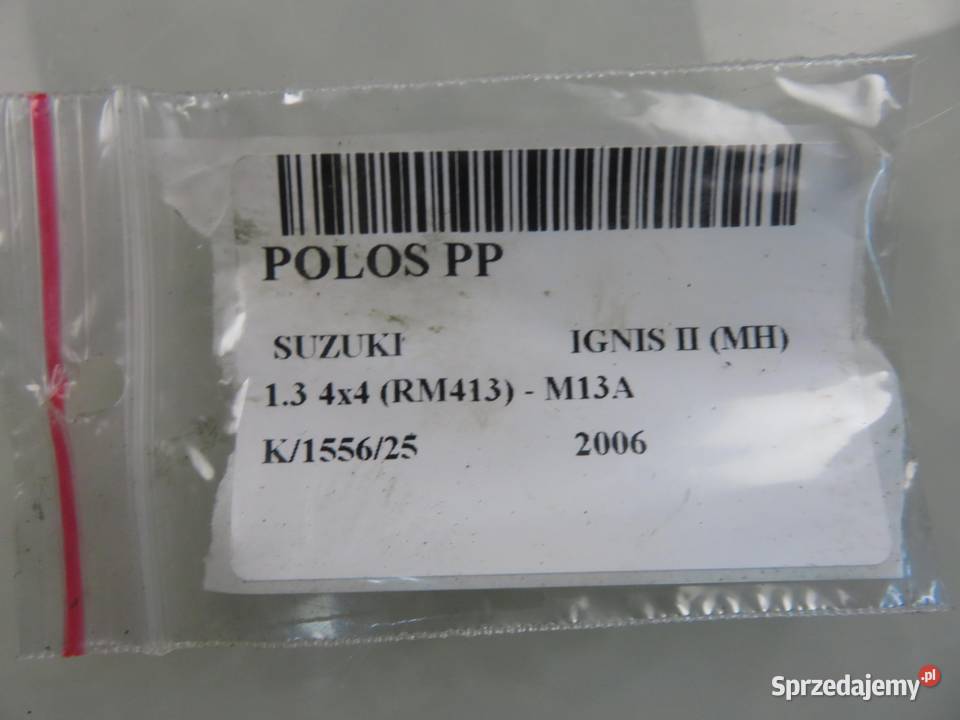 POLOS PP
SUZUKI IGNIS II (MH)
1.3 4x4 (RM413) - M13A
K/1556/25 2006
Sprzedajemy.pl